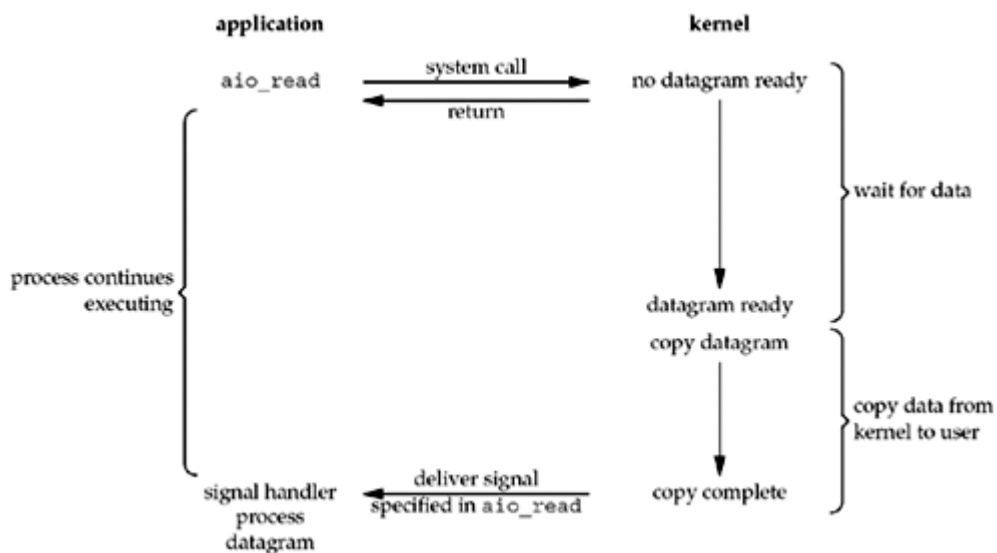 application
kernel
aio_read
system call
no datagram ready
return
wait for data
process continues
executing
datagram ready
copy datagram
copy data from
kernel to user
signal handler
process
datagram
deliver signal
specified in aio_read
copy complete